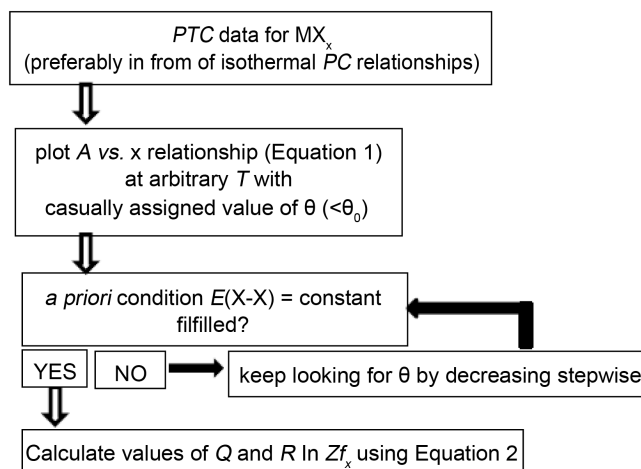 PTC data for MXₓ
(preferably in from of isothermal PC relationships)
plot A vs. x relationship (Equation 1)
at arbitrary T with
casually assigned value of θ (<θ₀)
a priori condition E(X-X) = constant
filfilled?
YES
NO
keep looking for θ by decreasing stepwise
Calculate values of Q and R ln Zfₓ using Equation 2